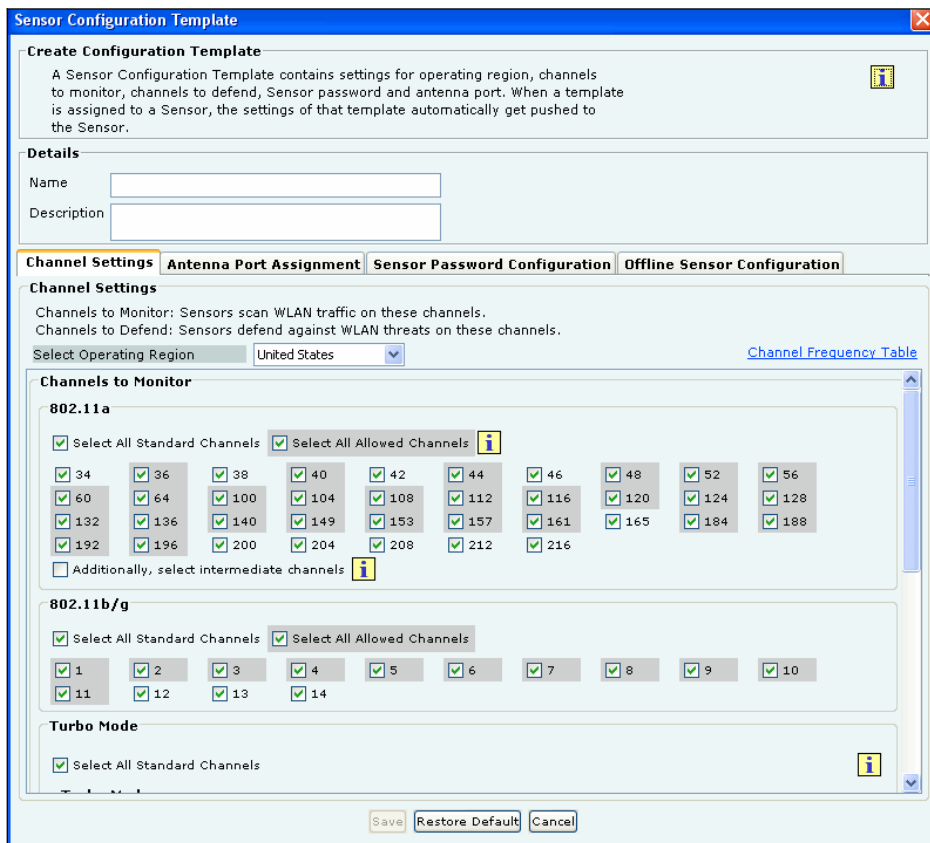 Sensor Configuration Template
Create Configuration Template
A Sensor Configuration Template contains settings for operating region, channels
to monitor, channels to defend, Sensor password and antenna port. When a template
is assigned to a Sensor, the settings of that template automatically get pushed to
the Sensor.
i
Details
Name
Description
Channel Settings Antenna Port Assignment Sensor Password Configuration Offline Sensor Configuration
Channel Settings
Channels to Monitor: Sensors scan WLAN traffic on these channels.
Channels to Defend: Sensors defend against WLAN threats on these channels.
Select Operating Region United States Channel Frequency Table
Channels to Monitor
802.11a
Select All Standard Channels Select All Allowed Channels i
34 36 38 40 42 44 46 48 52 56
60 64 100 104 108 112 116 120 124 128
132 136 140 149 153 157 161 165 184 188
192 196 200 204 208 212 216
Additionally, select intermediate channels i
802.11b/g
Select All Standard Channels Select All Allowed Channels
1 2 3 4 5 6 7 8 9 10
11 12 13 14
Turbo Mode
Select All Standard Channels i
Save Restore Default Cancel